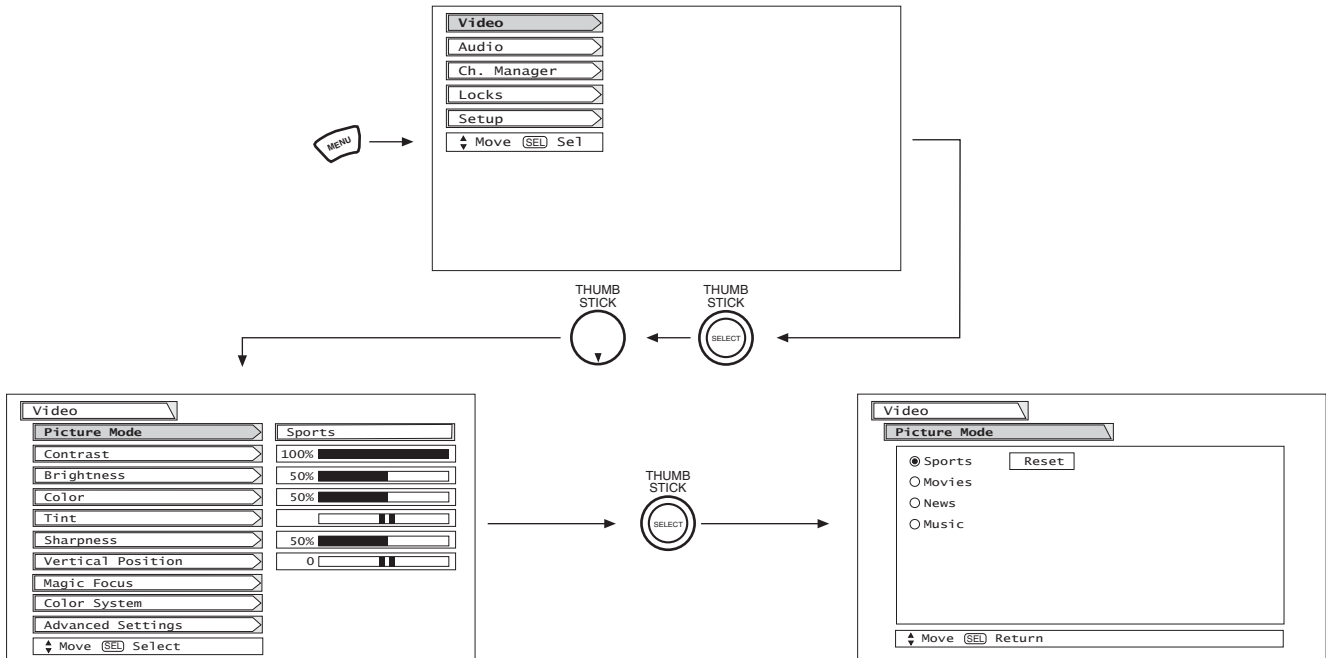 Video
Audio
Ch. Manager
Locks
Setup
Move SEL Sel
MENU
THUMB
STICK
THUMB
STICK
SELECT
Video
Picture Mode Sports
Contrast 100%
Brightness 50%
Color 50%
Tint
Sharpness 50%
Vertical Position 0
Magic Focus
Color System
Advanced Settings
Move SEL Select
THUMB
STICK
SELECT
Video
Picture Mode
Sports Reset
Movies
News
Music
Move SEL Return